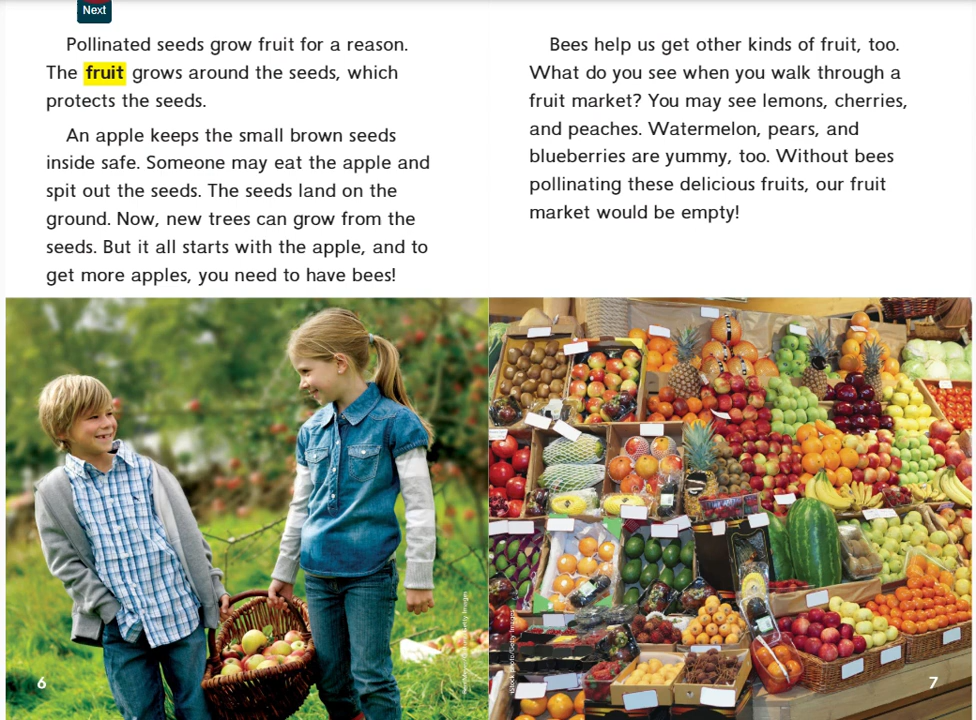 Next
Pollinated seeds grow fruit for a reason.
The fruit grows around the seeds, which
protects the seeds.
An apple keeps the small brown seeds
inside safe. Someone may eat the apple and
spit out the seeds. The seeds land on the
ground. Now, new trees can grow from the
seeds. But it all starts with the apple, and to
get more apples, you need to have bees!
6
Bees help us get other kinds of fruit, too.
What do you see when you walk through a
fruit market? You may see lemons, cherries,
and peaches. Watermelon, pears, and
blueberries are yummy, too. Without bees
pollinating these delicious fruits, our fruit
market would be empty!
7